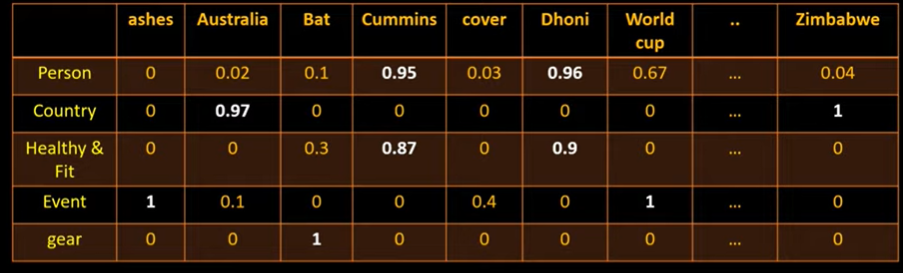 ashes Australia Bat Cummins cover Dhoni World cup .. Zimbabwe
Person 0 0.02 0.1 0.95 0.03 0.96 0.67 ... 0.04
Country 0 0.97 0 0 0 0 0 ... 1
Healthy & Fit 0 0 0.3 0.87 0 0.9 0 ... 0
Event 1 0.1 0 0 0.4 0 1 ... 0
gear 0 0 1 0 0 0 0 ... 0